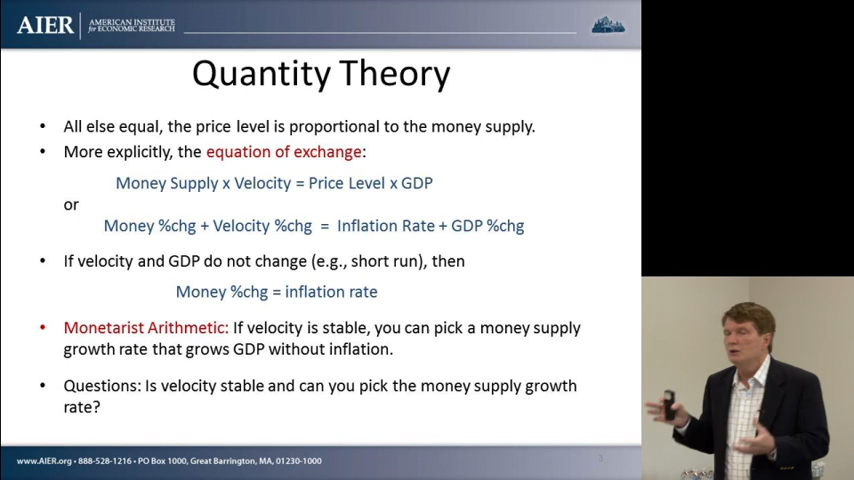 AIER
AMERICAN INSTITUTE
for ECONOMIC RESEARCH
Quantity Theory
• All else equal, the price level is proportional to the money supply.
• More explicitly, the equation of exchange:
Money Supply x Velocity = Price Level x GDP
or
Money %chg + Velocity %chg = Inflation Rate + GDP %chg
• If velocity and GDP do not change (e.g., short run), then
Money %chg = inflation rate
• Monetarist Arithmetic: If velocity is stable, you can pick a money supply
growth rate that grows GDP without inflation.
• Questions: Is velocity stable and can you pick the money supply growth
rate?
www.AIER.org • 888-528-1216 • PO Box 1000, Great Barrington, MA, 01230-1000
3